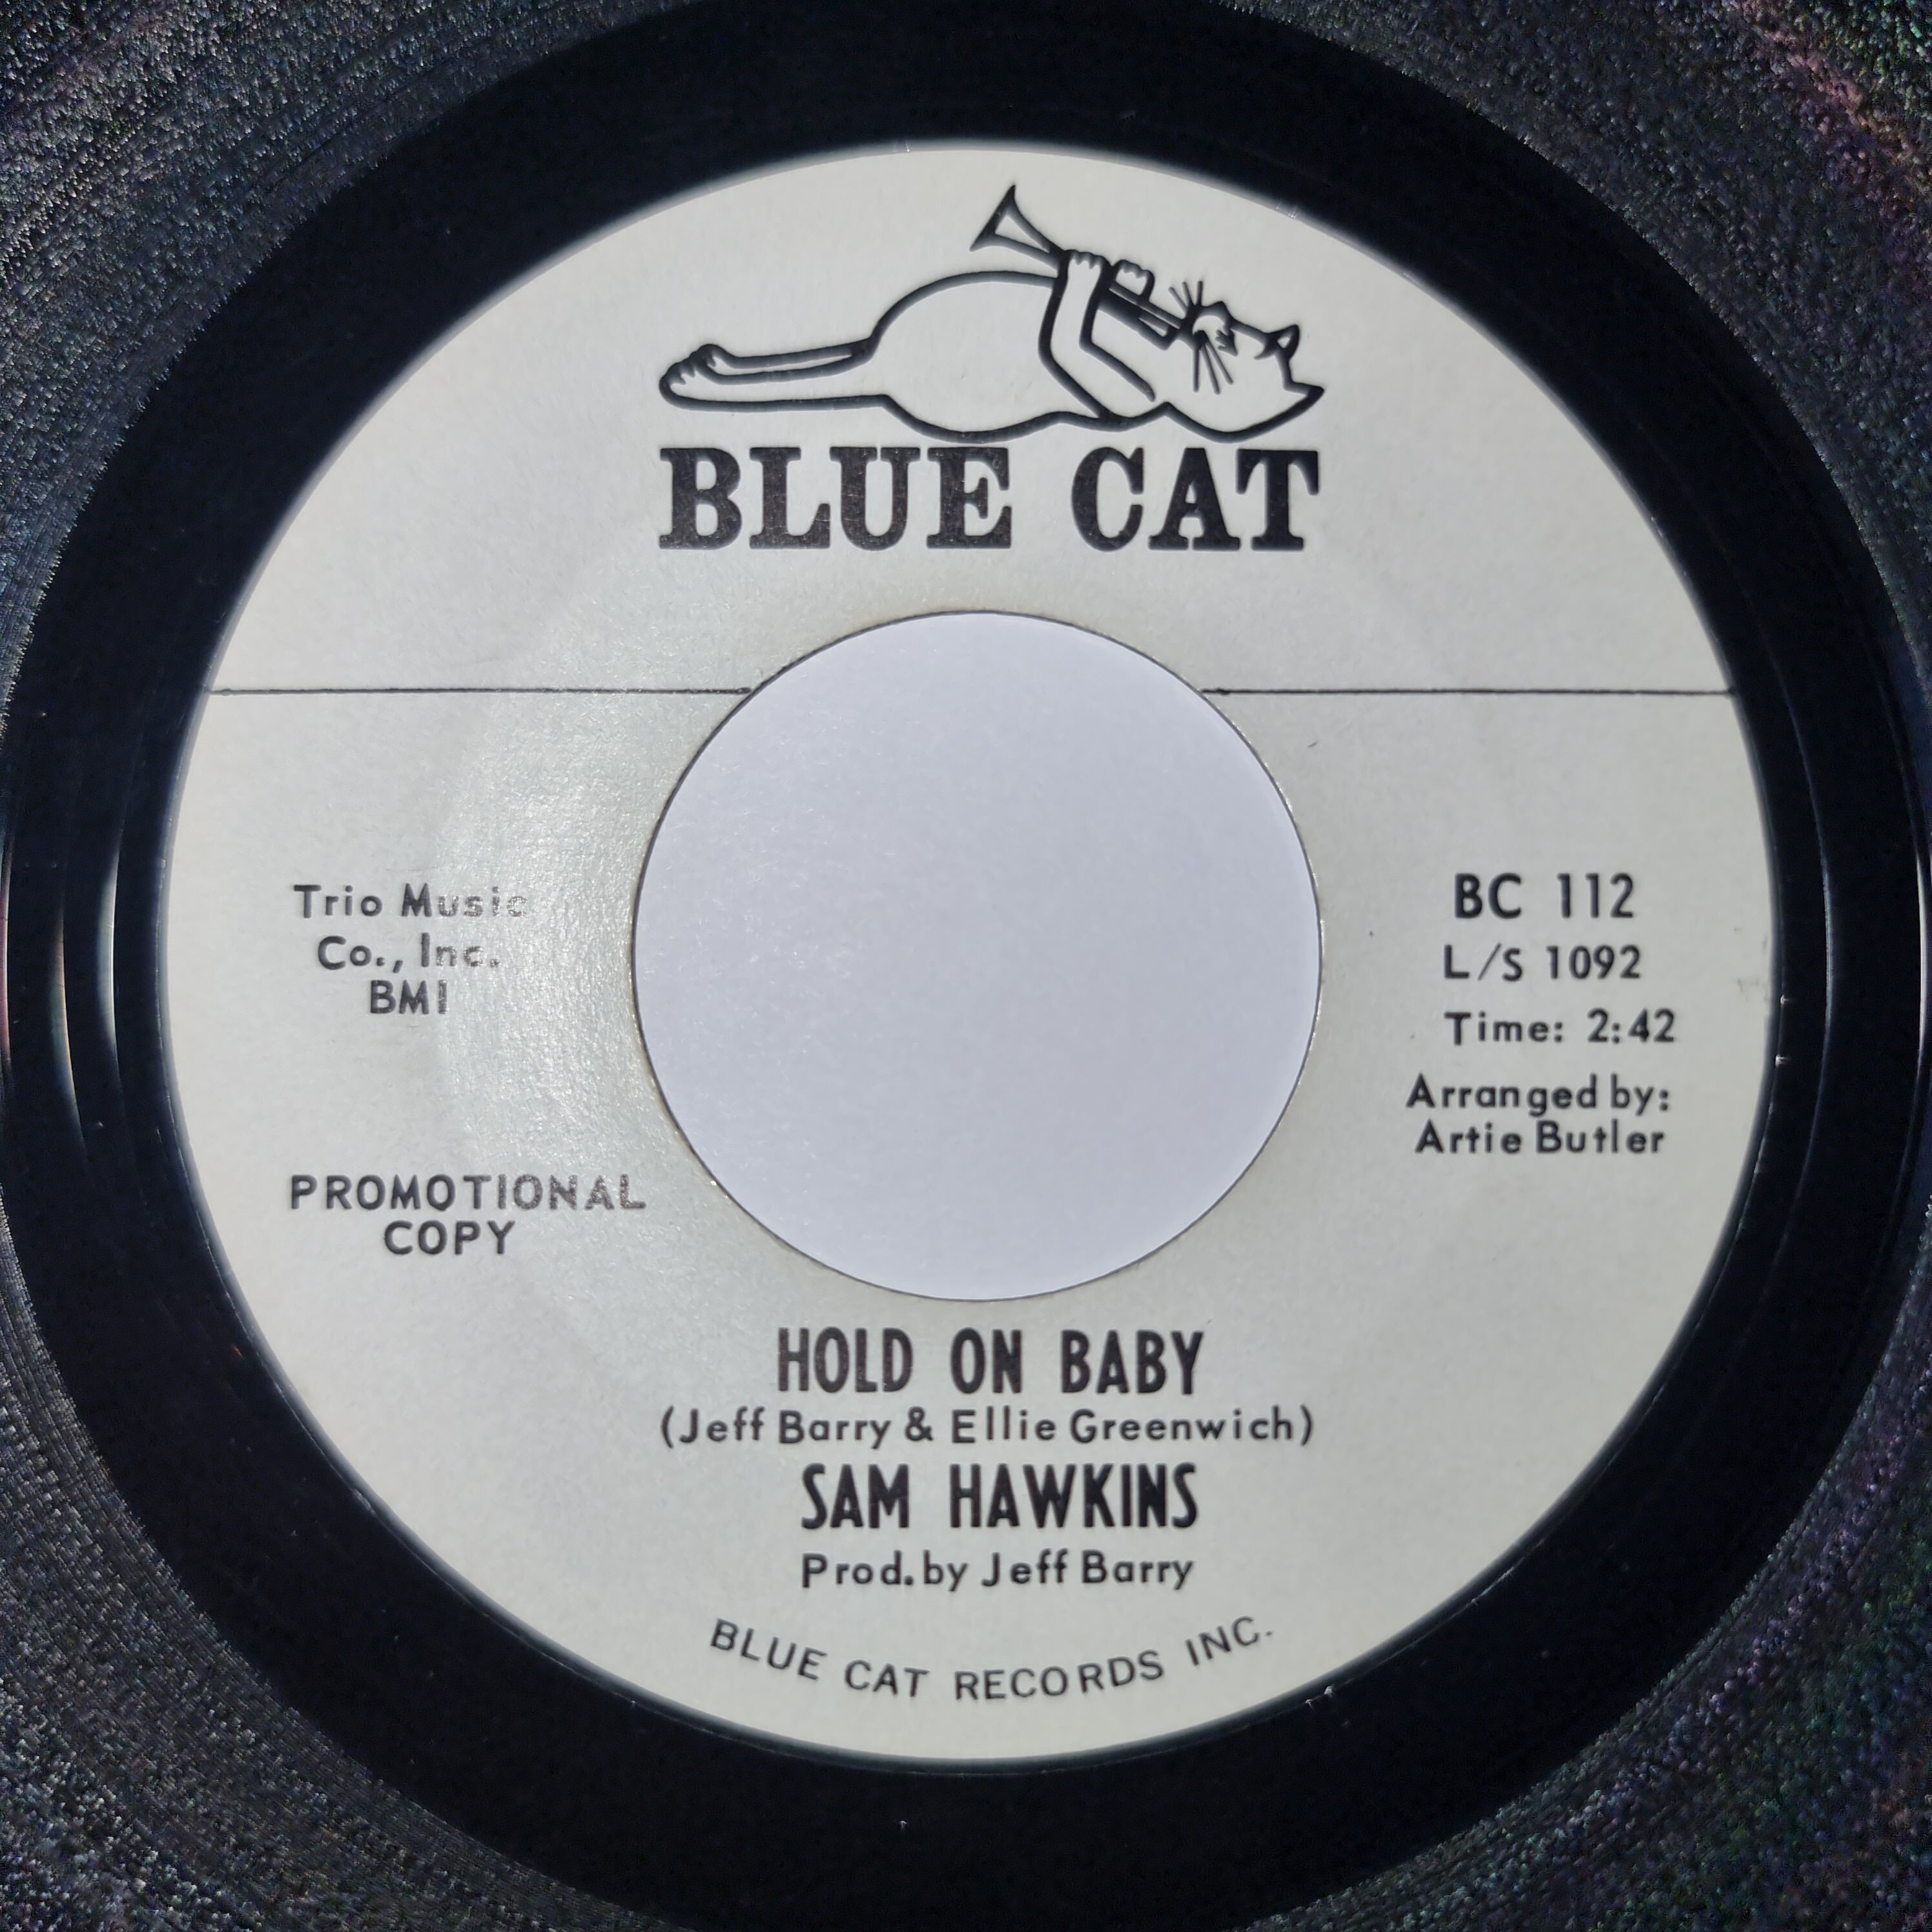 BLUE CAT
Trio Music
Co., Inc.
BMI
BC 112
L/S 1092
Time: 2:42
Arranged by:
Artie Butler
PROMOTIONAL
COPY
HOLD ON BABY
(Jeff Barry & Ellie Greenwich)
SAM HAWKINS
Prod. by Jeff Barry
BLUE CAT RECORDS INC.